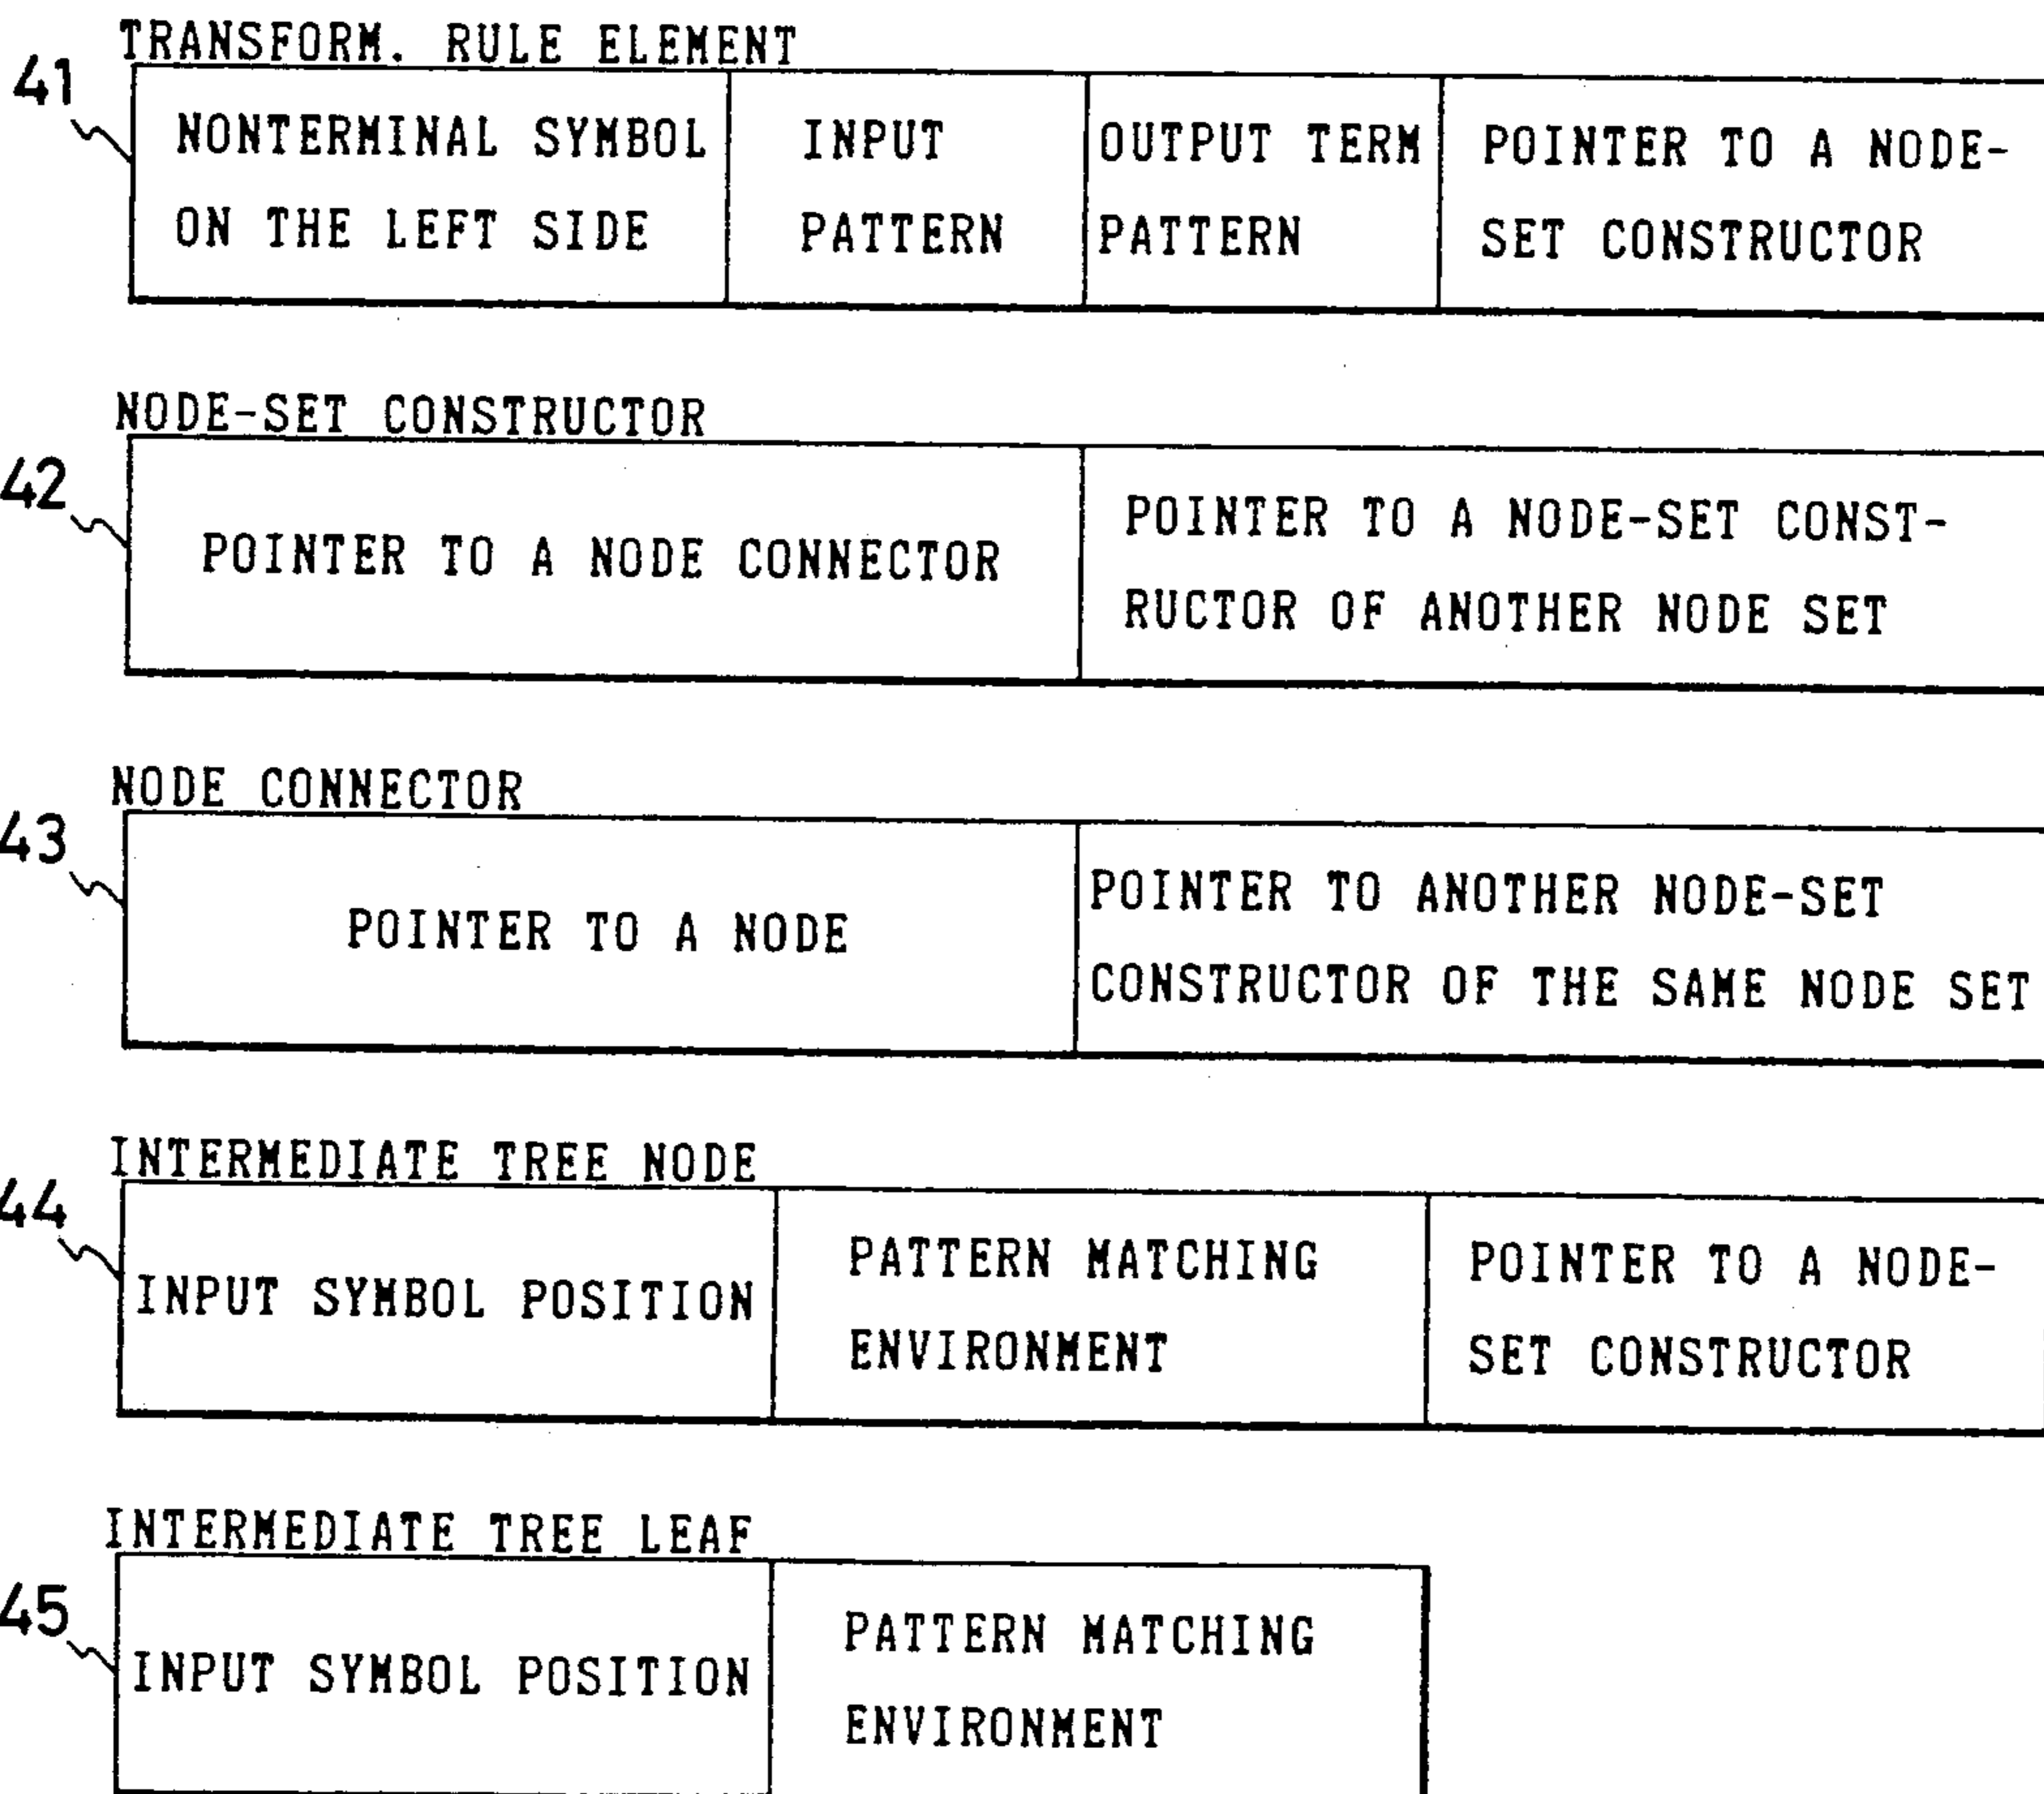 TRANSFORM. RULE ELEMENT
41
NONTERMINAL SYMBOL
ON THE LEFT SIDE
INPUT
PATTERN
OUTPUT TERM
PATTERN
POINTER TO A NODE-
SET CONSTRUCTOR
NODE-SET CONSTRUCTOR
42
POINTER TO A NODE CONNECTOR
POINTER TO A NODE-SET CONST-
RUCTOR OF ANOTHER NODE SET
NODE CONNECTOR
43
POINTER TO A NODE
POINTER TO ANOTHER NODE-SET
CONSTRUCTOR OF THE SAME NODE SET
INTERMEDIATE TREE NODE
44
INPUT SYMBOL POSITION
PATTERN MATCHING
ENVIRONMENT
POINTER TO A NODE-
SET CONSTRUCTOR
INTERMEDIATE TREE LEAF
45
INPUT SYMBOL POSITION
PATTERN MATCHING
ENVIRONMENT